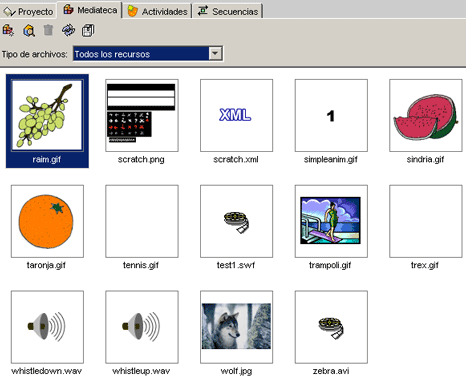 Proyecto Mediateca Actividades Secuencias
Tipo de archivos: Todos los recursos
XML 1
raim.gif scratch.png scratch.xml simpleanim.gif sindria.gif
taronja.gif tennis.gif test1.swf trampoli.gif trex.gif
whistledown.wav whistleup.wav wolf.jpg zebra.avi